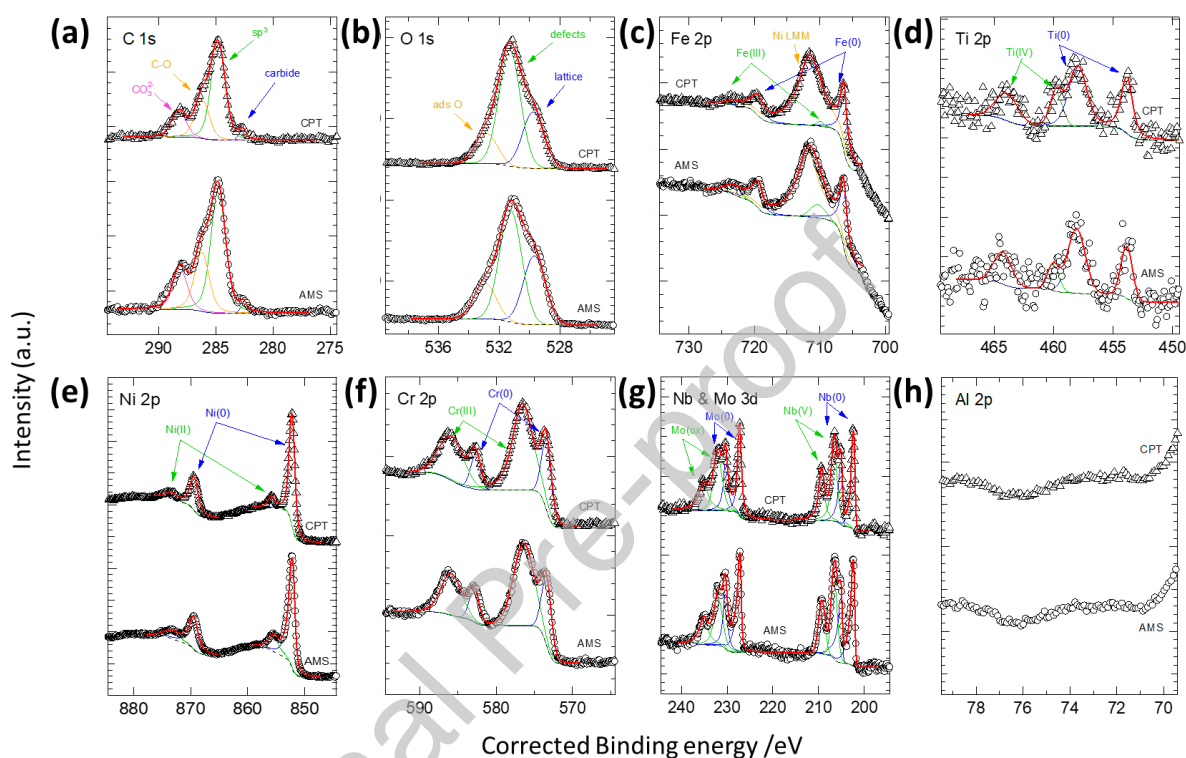 (a) C 1s
sp³
C-O
CO₃²⁻
carbide
CPT
AMS
290 285 280 275
(b) O 1s
defects
lattice
ads O
CPT
AMS
536 532 528
(c) Fe 2p
Ni LMM
Fe(III)
Fe(0)
CPT
AMS
730 720 710 700
(d) Ti 2p
Ti(0)
Ti(IV)
CPT
AMS
465 460 455 450
(e) Ni 2p
Ni(0)
Ni(II)
CPT
AMS
880 870 860 850
(f) Cr 2p
Cr(0)
Cr(III)
CPT
AMS
590 580 570
(g) Nb & Mo 3d
Nb(0)
Nb(V)
Mo(0)
Mo(ox)
CPT
AMS
240 230 220 210 200
(h) Al 2p
CPT
AMS
78 76 74 72 70
Intensity (a.u.)
Corrected Binding energy /eV
nal Pre-proof